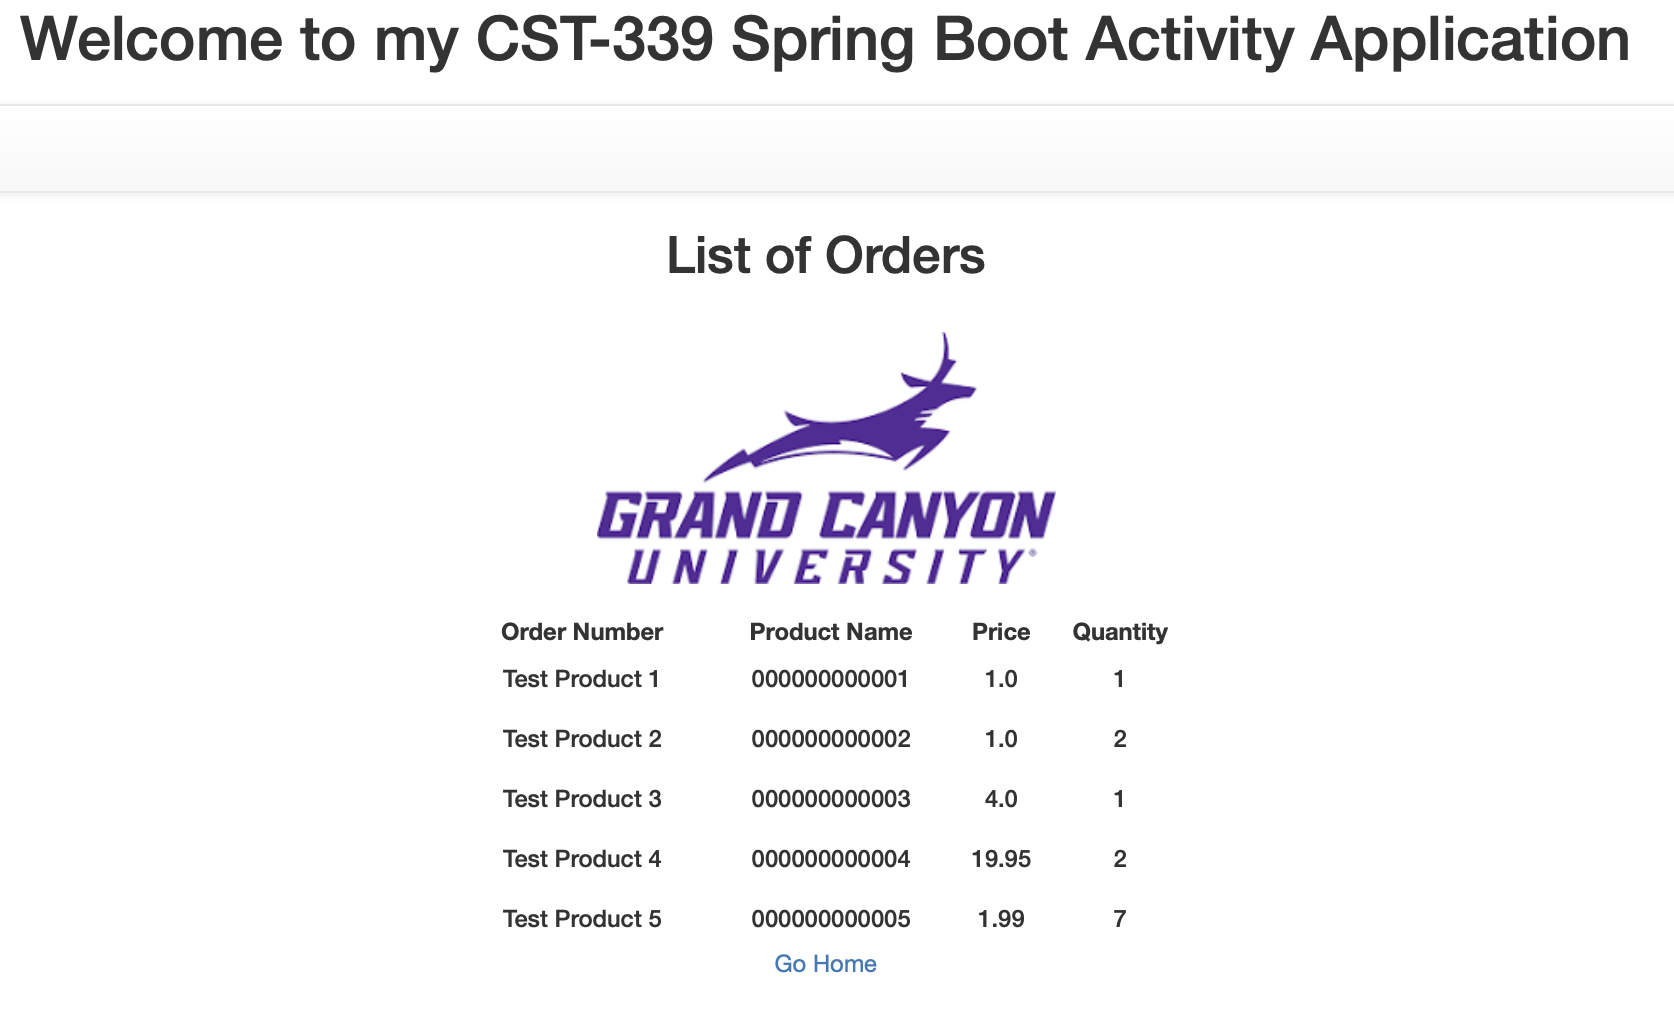 Welcome to my CST-339 Spring Boot Activity Application
List of Orders
GRAND CANYON
UNIVERSITY®
Order Number Product Name Price Quantity
Test Product 1 000000000001 1.0 1
Test Product 2 000000000002 1.0 2
Test Product 3 000000000003 4.0 1
Test Product 4 000000000004 19.95 2
Test Product 5 000000000005 1.99 7
Go Home